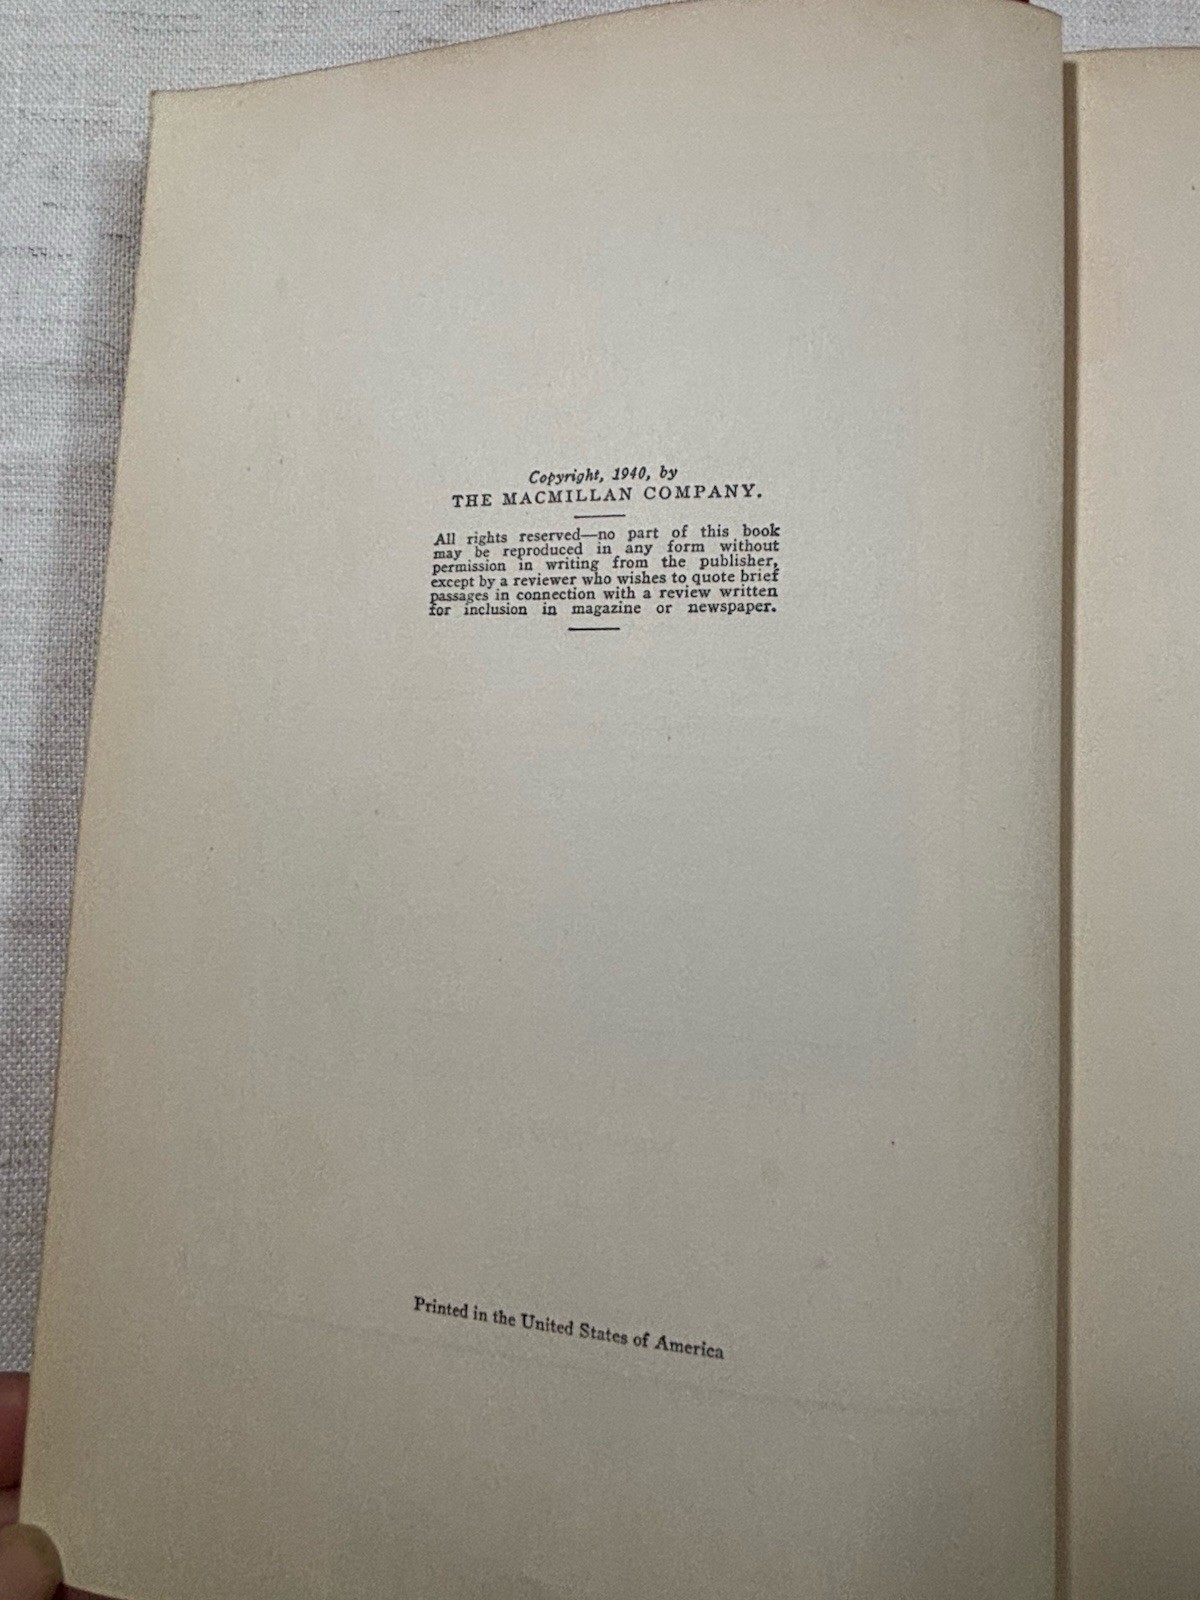 Copyright, 1940, by
THE MACMILLAN COMPANY.
All rights reserved—no part of this book
may be reproduced in any form without
permission in writing from the publisher,
except by a reviewer who wishes to quote brief
passages in connection with a review written
for inclusion in magazine or newspaper.
Printed in the United States of America